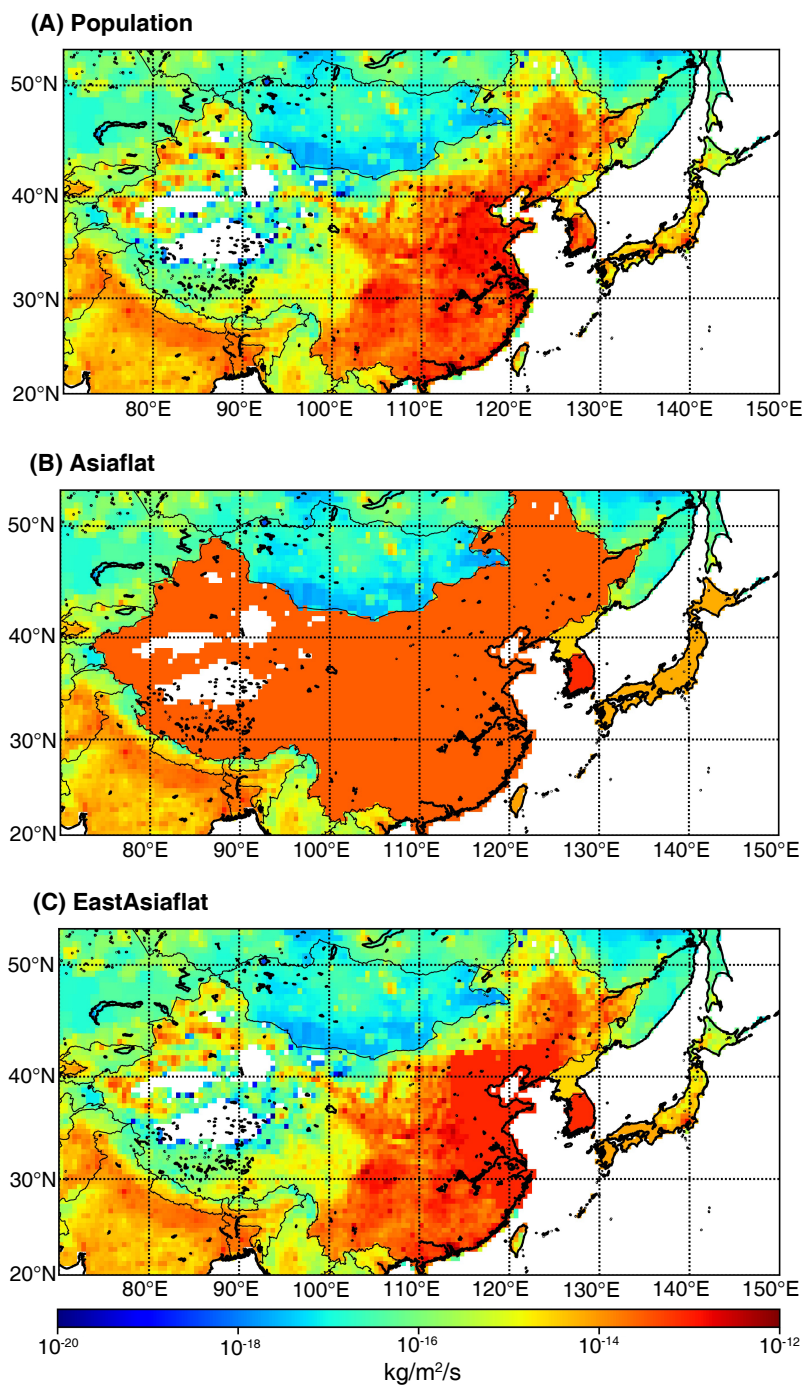 (A) Population
50°N
40°N
30°N
20°N
80°E 90°E 100°E 110°E 120°E 130°E 140°E 150°E
(B) Asiaflat
50°N
40°N
30°N
20°N
80°E 90°E 100°E 110°E 120°E 130°E 140°E 150°E
(C) EastAsiaflat
50°N
40°N
30°N
20°N
80°E 90°E 100°E 110°E 120°E 130°E 140°E 150°E
10⁻²⁰ 10⁻¹⁸ 10⁻¹⁶ 10⁻¹⁴ 10⁻¹²
kg/m²/s